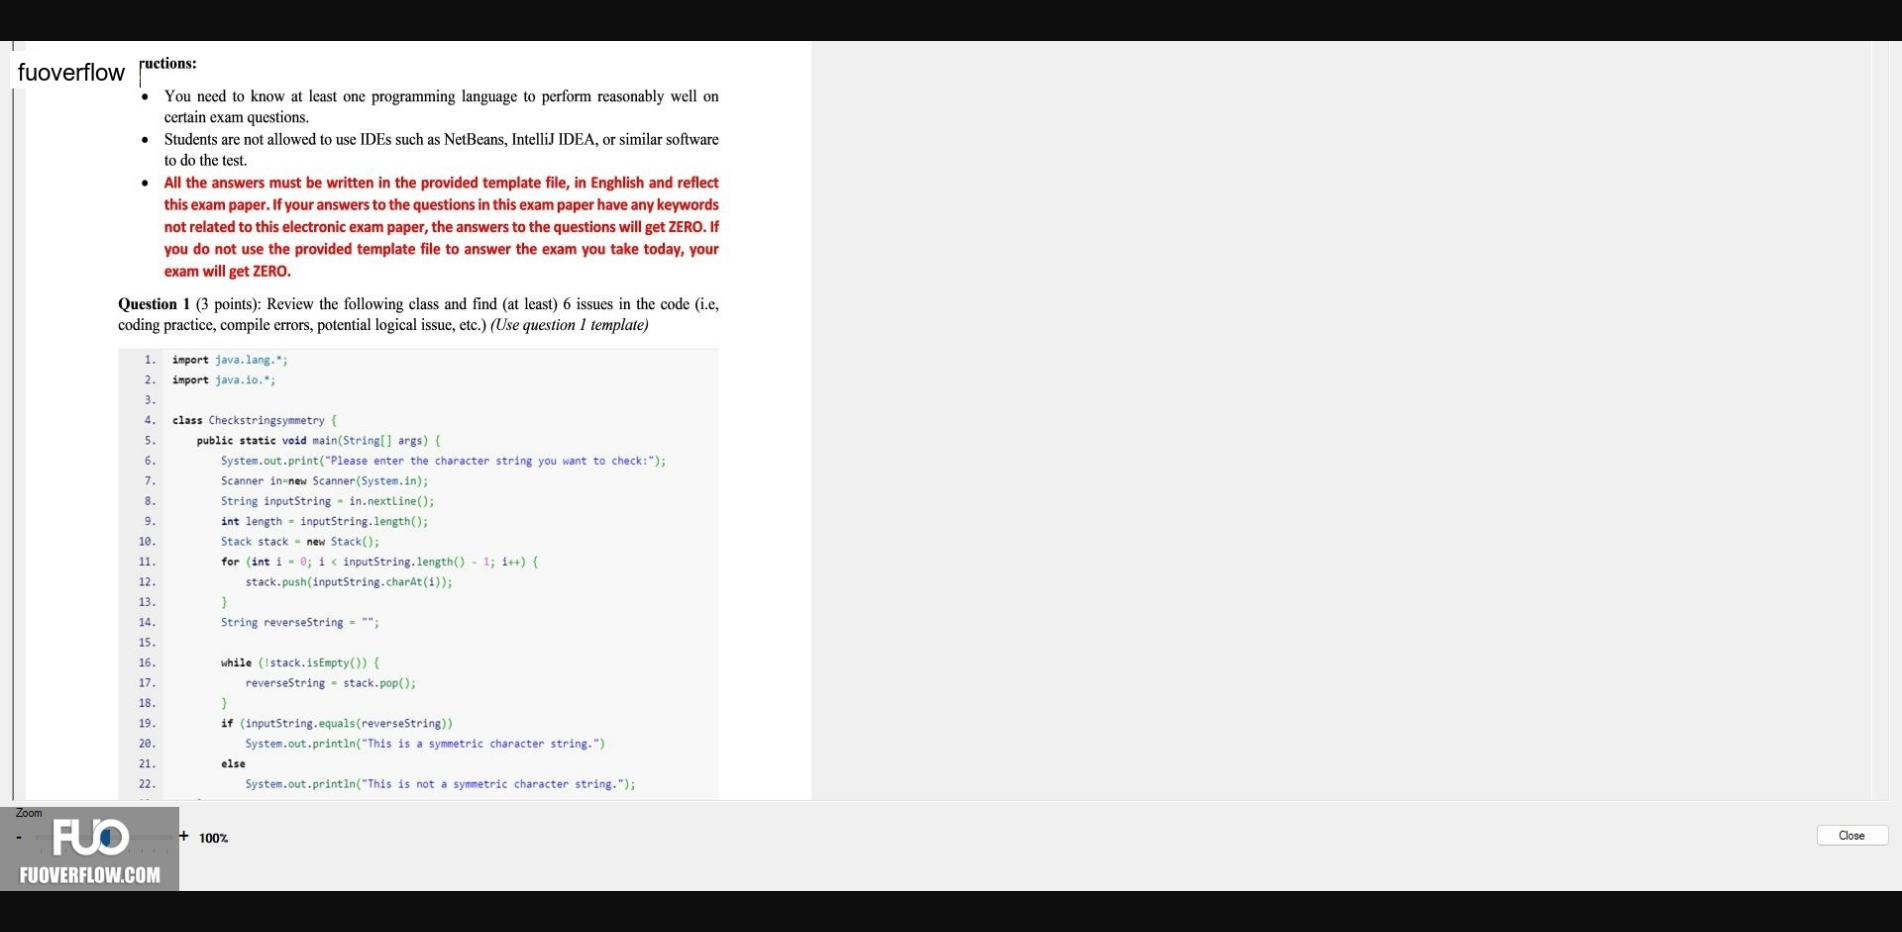 fuoverflow
ructions:
• You need to know at least one programming language to perform reasonably well on
certain exam questions.
• Students are not allowed to use IDEs such as NetBeans, IntelliJ IDEA, or similar software
to do the test.
• All the answers must be written in the provided template file, in Enghlish and reflect
this exam paper. If your answers to the questions in this exam paper have any keywords
not related to this electronic exam paper, the answers to the questions will get ZERO. If
you do not use the provided template file to answer the exam you take today, your
exam will get ZERO.
Question 1 (3 points): Review the following class and find (at least) 6 issues in the code (i.e,
coding practice, compile errors, potential logical issue, etc.) (Use question 1 template)
1. import java.lang.*;
2. import java.io.*;
3.
4. class Checkstringsymmetry {
5. public static void main(String[] args) {
6. System.out.print("Please enter the character string you want to check:");
7. Scanner in=new Scanner(System.in);
8. String inputString = in.nextLine();
9. int length = inputString.length();
10. Stack stack = new Stack();
11. for (int i = 0; i < inputString.length() - 1; i++) {
12. stack.push(inputString.charAt(i));
13. }
14. String reverseString = "";
15.
16. while (!stack.isEmpty()) {
17. reverseString = stack.pop();
18. }
19. if (inputString.equals(reverseString))
20. System.out.println("This is a symmetric character string.")
21. else
22. System.out.println("This is not a symmetric character string.");
Zoom
- + 100%
Close
FUO
FUOVERFLOW.COM